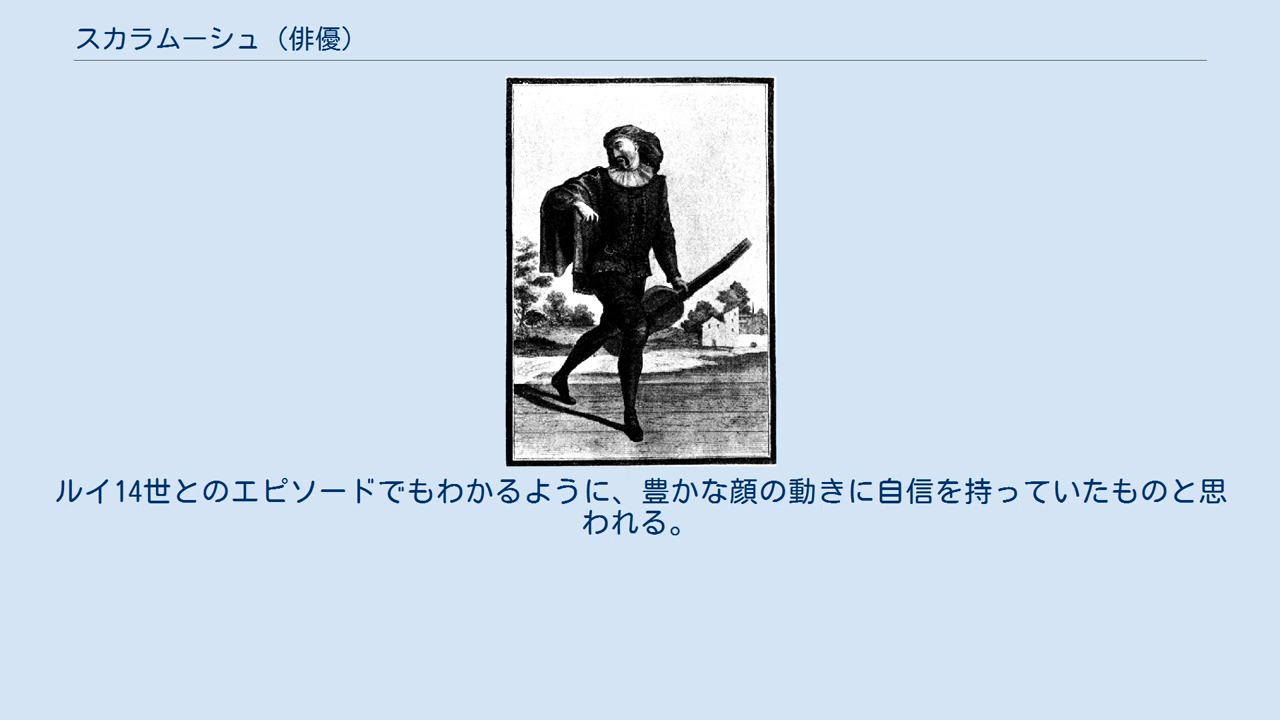 スカラムーシュ（俳優）
ルイ14世とのエピソードでもわかるように、豊かな顔の動きに自信を持っていたものと思
われる。